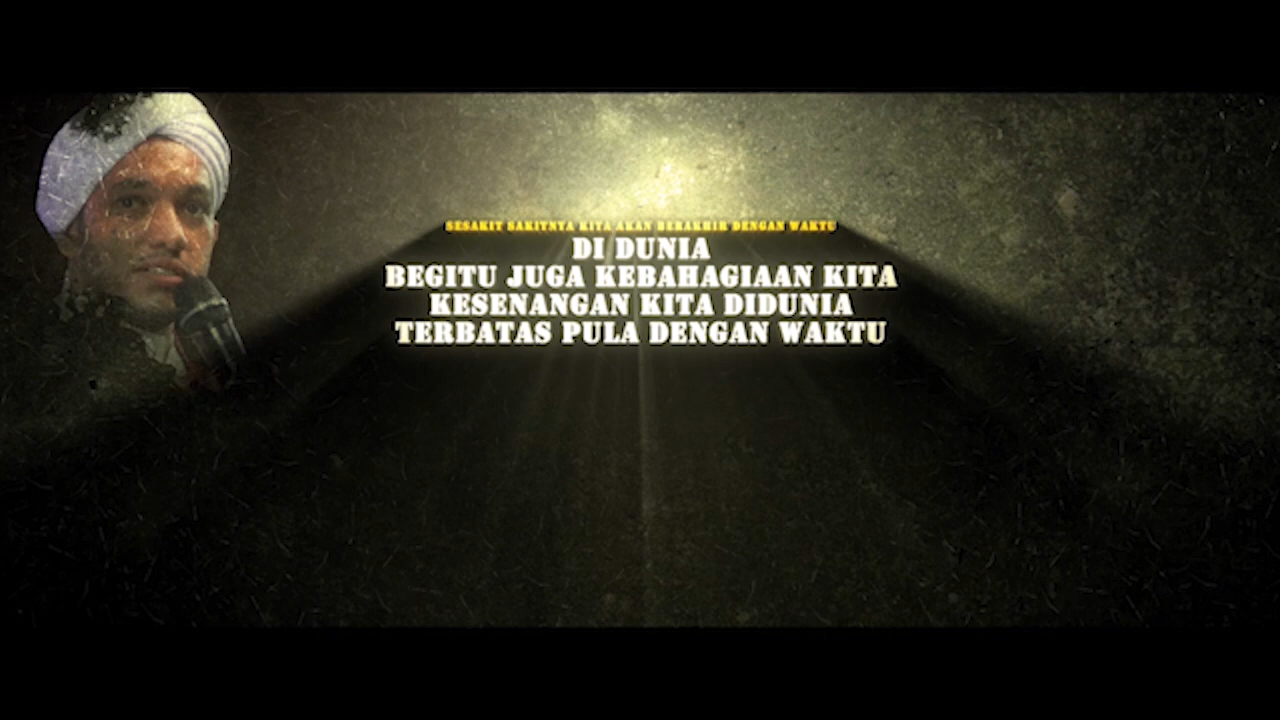 SESAKIT SAKITNYA KITA AKAN BERAKHIR DENGAN WAKTU
DI DUNIA
BEGITU JUGA KEBAHAGIAAN KITA
KESENANGAN KITA DIDUNIA
TERBATAS PULA DENGAN WAKTU